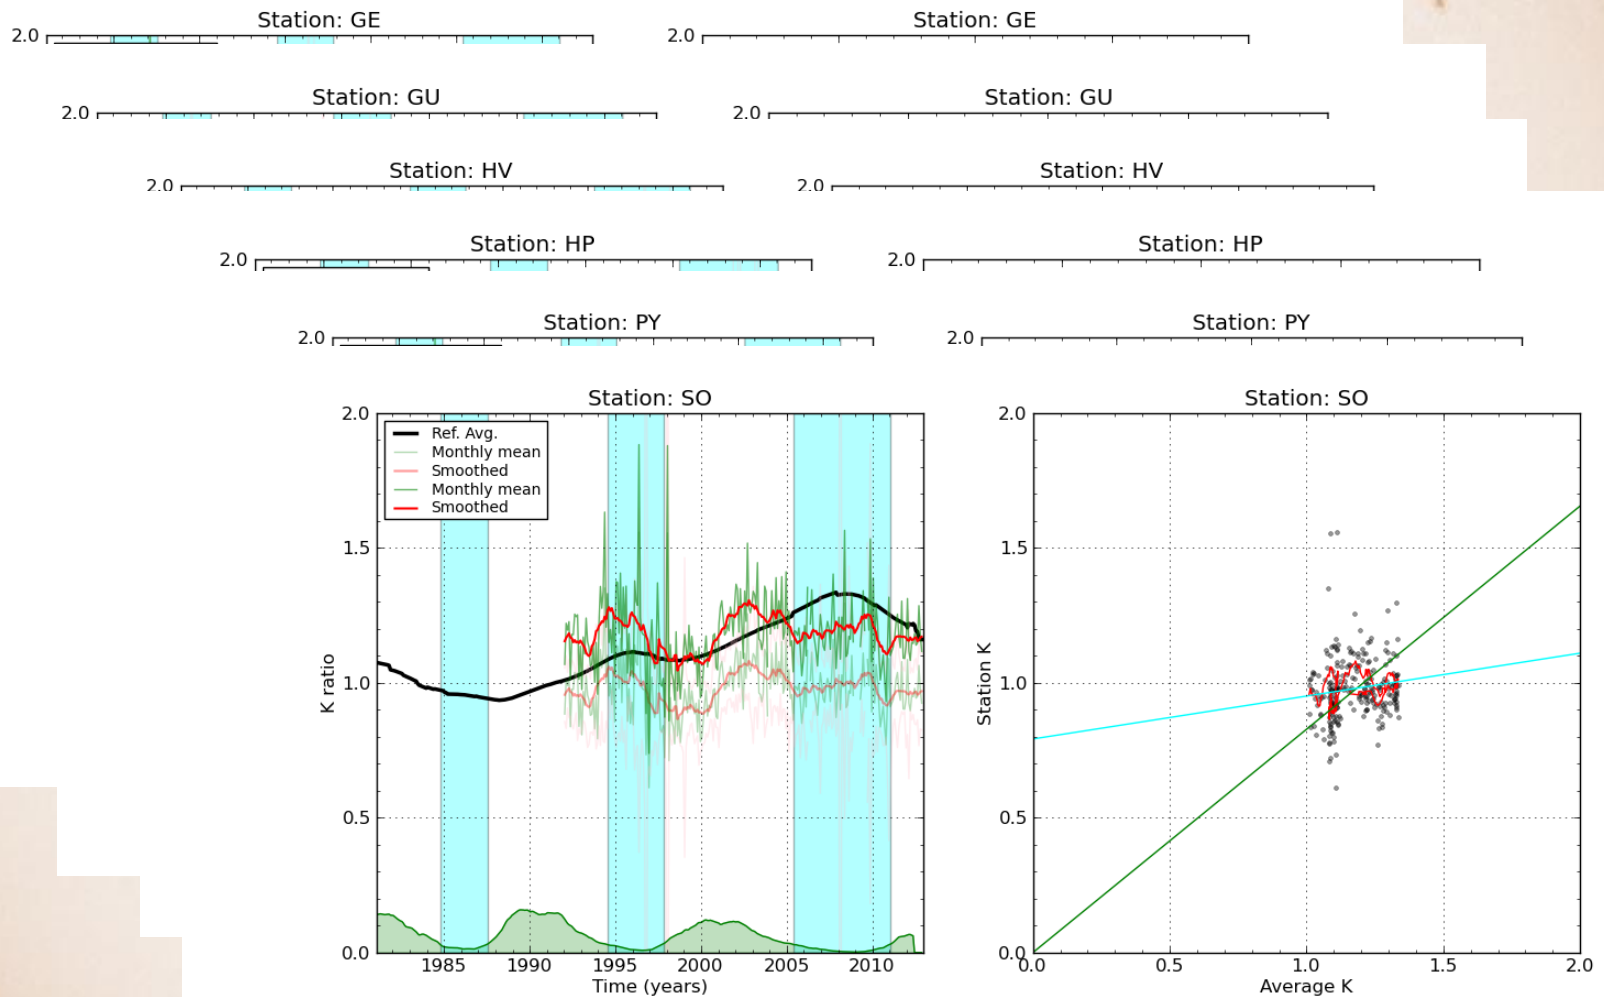 Station: GE
2.0
Station: GE
2.0
Station: GU
2.0
Station: GU
2.0
Station: HV
2.0
Station: HV
2.0
Station: HP
2.0
Station: HP
2.0
Station: PY
2.0
Station: PY
2.0
Station: SO
2.0
1.5
1.0
0.5
0.0
K ratio
Ref. Avg.
Monthly mean
Smoothed
Monthly mean
Smoothed
1985 1990 1995 2000 2005 2010
Time (years)
Station: SO
2.0
1.5
1.0
0.5
0.0
Station K
0.0 0.5 1.0 1.5 2.0
Average K